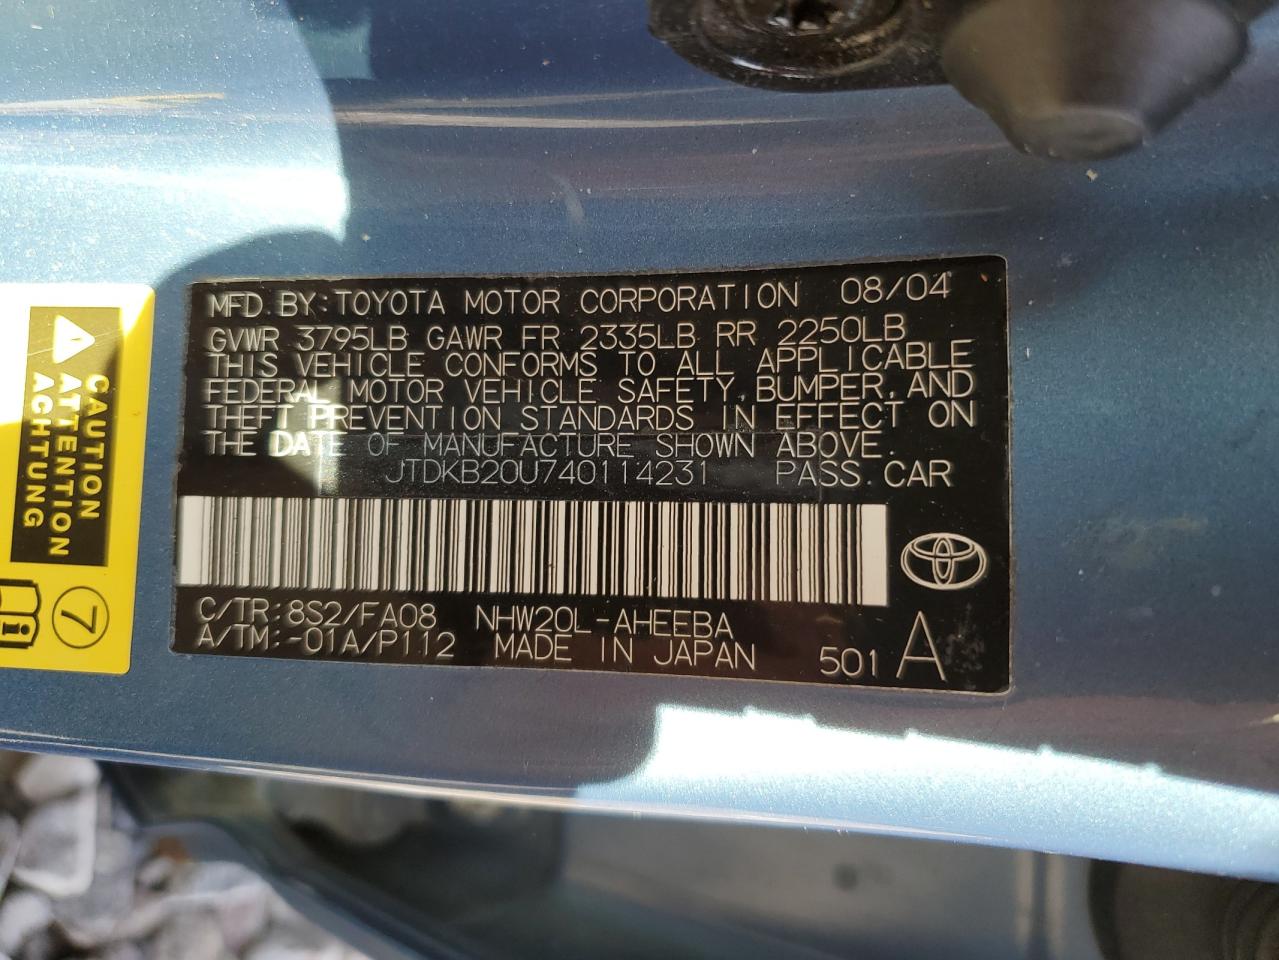 MFD. BY: TOYOTA MOTOR CORPORATION 08/04
GVWR 3795LB GAWR FR 2335LB RR 2250LB
THIS VEHICLE CONFORMS TO ALL APPLICABLE
FEDERAL MOTOR VEHICLE SAFETY, BUMPER, AND
THEFT PREVENTION STANDARDS IN EFFECT ON
THE DATE OF MANUFACTURE SHOWN ABOVE.
JTDKB20U740114231 PASS. CAR
C/TR: 8S2/FA08 NHW20L-AHEEBA
A/TM: -01A/P112 MADE IN JAPAN 501 A
CAUTION
ATTENTION
ACHTUNG
7